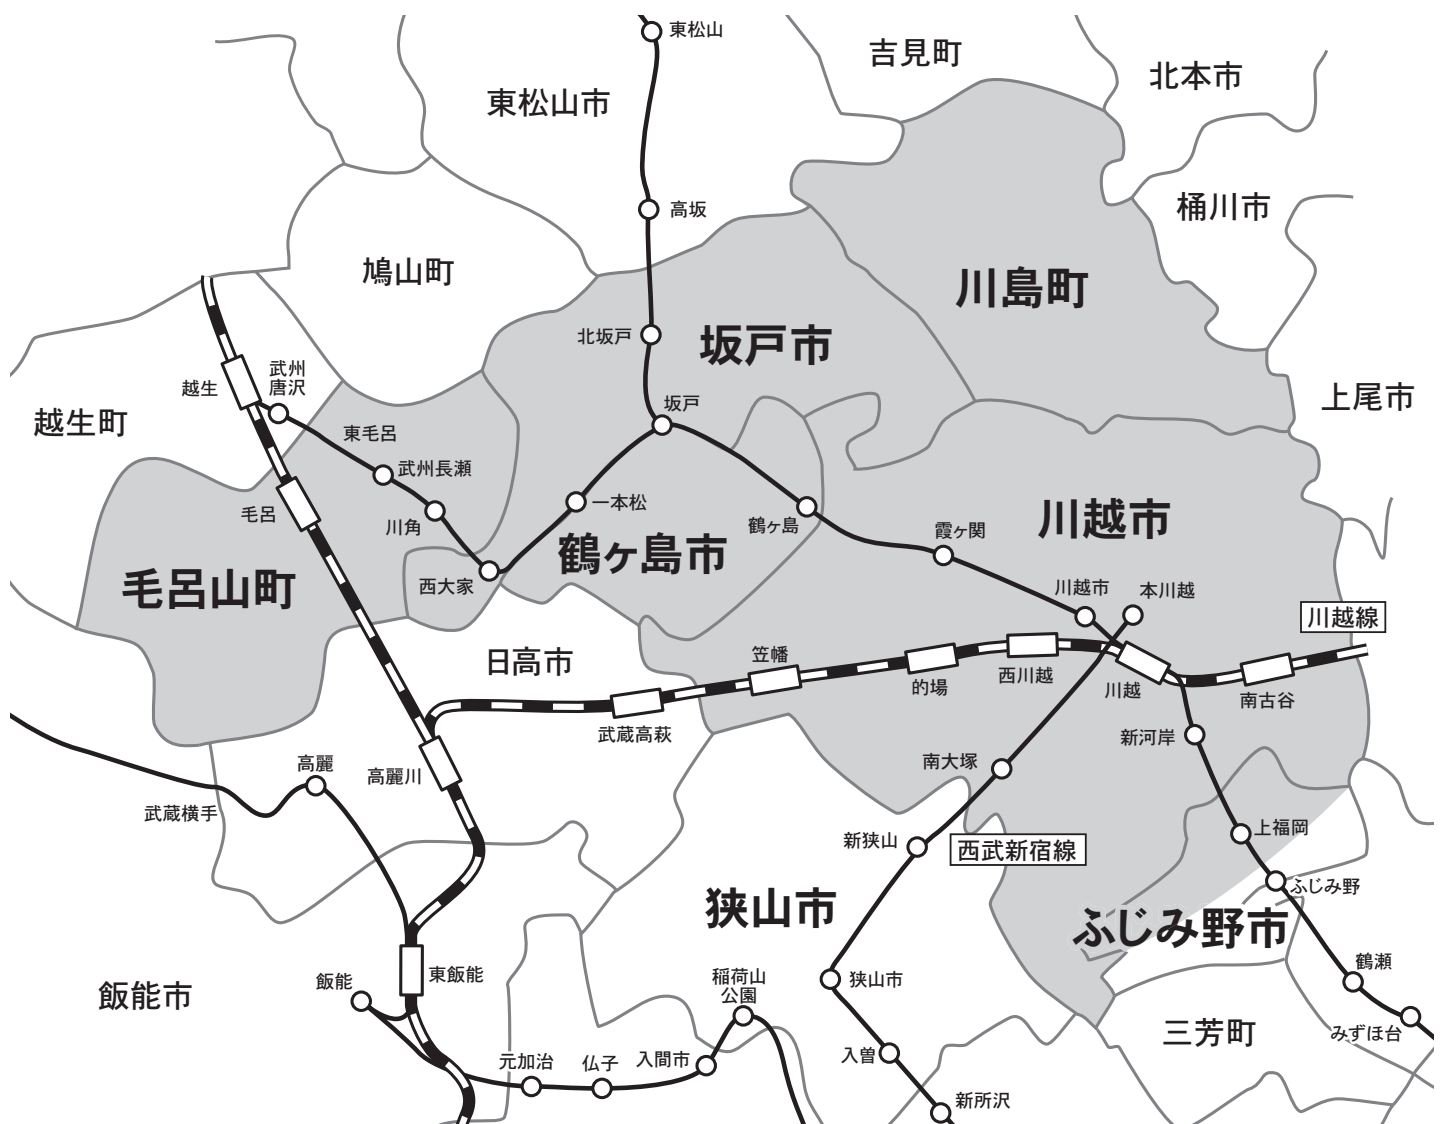 東松山
吉見町
北本市
東松山市
桶川市
高坂
鳩山町
川島町
北坂戸
坂戸市
武州
唐沢
越生
坂戸
上尾市
越生町
東毛呂
武州長瀬
一本松
毛呂
川角
鶴ヶ島
川越市
霞ヶ関
鶴ヶ島市
西大家
毛呂山町
川越市
本川越
川越線
日高市
笠幡
的場
西川越
川越
南古谷
武蔵高萩
新河岸
高麗
高麗川
南大塚
武蔵横手
上福岡
新狭山
西武新宿線
ふじみ野
狭山市
ふじみ野市
鶴瀬
飯能
東飯能
稲荷山
公園
狭山市
飯能市
三芳町
みずほ台
元加治
仏子
入間市
入曽
新所沢